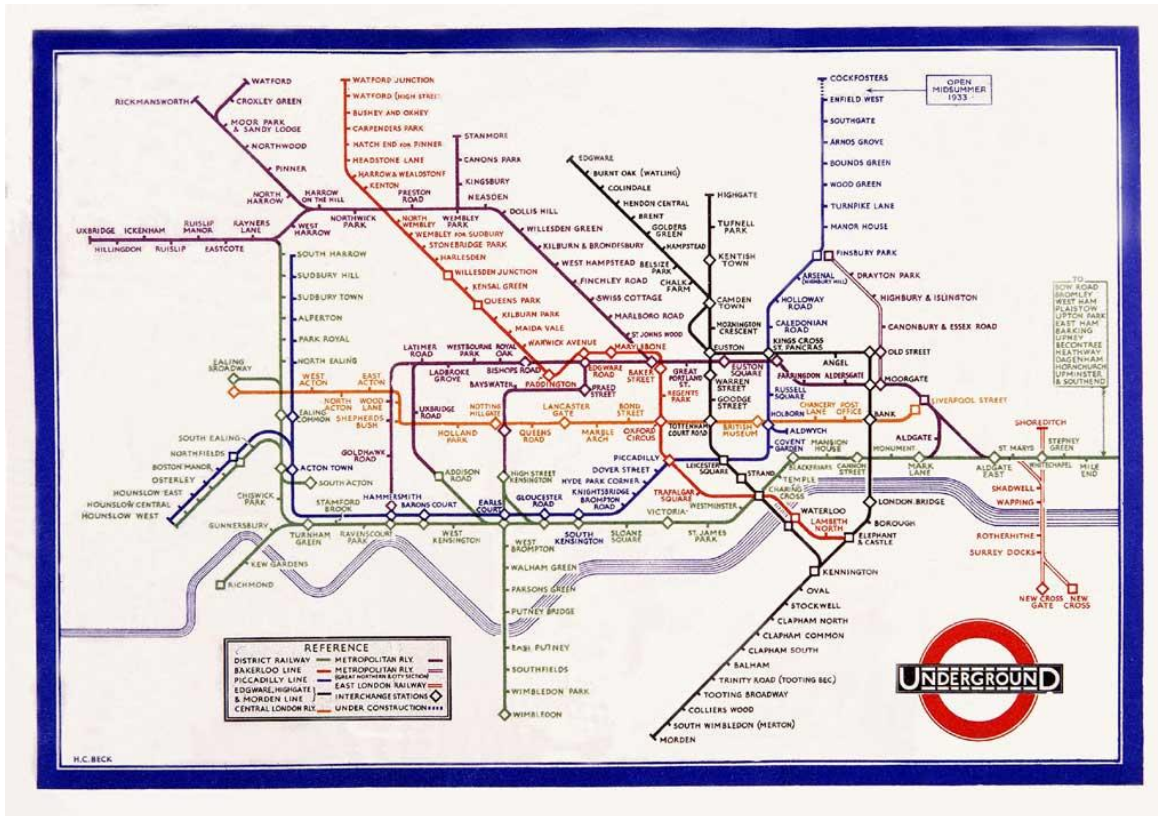 WATFORD
CROXLEY GREEN
RICKMANSWORTH
MOOR PARK
& SANDY LODGE
NORTHWOOD
PINNER
NORTH
HARROW
HARROW
ON THE HILL
NORTHWICK
PARK
PRESTON
ROAD
WEMBLEY
PARK
NEASDEN
STANMORE
CANONS PARK
KINGSBURY
WATFORD JUNCTION
WATFORD (HIGH STREET
BUSHEY AND OXHEY
CARPENDERS PARK
HATCH END FOR PINNER
HEADSTONE LANE
HARROW & WEALDSTONE
KENTON
NORTH
WEMBLEY
WEMBLEY FOR SUDBURY
STONEBRIDGE PARK
HARLESDEN
WILLESDEN JUNCTION
KENSAL GREEN
QUEENS PARK
KILBURN PARK
MAIDA VALE
WARWICK AVENUE
MARYLEBONE
DOLLIS HILL
WILLESDEN GREEN
KILBURN & BRONDESBURY
WEST HAMPSTEAD
FINCHLEY ROAD
SWISS COTTAGE
MARLBORO ROAD
ST JOHNS WOOD
UXBRIDGE
ICKENHAM
RUISLIP
MANOR
RAYNERS
LANE
WEST
HARROW
HILLINGDON
RUISLIP
EASTCOTE
SOUTH HARROW
SUDBURY HILL
SUDBURY TOWN
ALPERTON
PARK ROYAL
NORTH EALING
EDGWARE
BURNT OAK (WATLING)
COLINDALE
HENDON CENTRAL
BRENT
GOLDERS
GREEN
HAMPSTEAD
BELSIZE
PARK
CHALK
FARM
HIGHGATE
TUFNELL
PARK
KENTISH
TOWN
CAMDEN
TOWN
MORNINGTON
CRESCENT
EUSTON
COCKFOSTERS
OPEN
MIDSUMMER
1933
ENFIELD WEST
SOUTHGATE
ARNOS GROVE
BOUNDS GREEN
WOOD GREEN
TURNPIKE LANE
MANOR HOUSE
FINSBURY PARK
ARSENAL
(HIGHBURY HILL)
DRAYTON PARK
HOLLOWAY
ROAD
HIGHBURY & ISLINGTON
CALEDONIAN
ROAD
CANONBURY & ESSEX ROAD
KINGS CROSS
ST. PANCRAS
ANGEL
OLD STREET
TO
BOW ROAD
BROMLEY
WEST HAM
PLAISTOW
UPTON PARK
EAST HAM
BARKING
UPNEY
BECONTREE
HEATHWAY
DAGENHAM
HORNCHURCH
UPMINSTER
& SOUTHEND
EALING
BROADWAY
WEST
ACTON
EAST
ACTON
NORTH
ACTON
WOOD
LANE
SHEPHERDS
BUSH
LATIMER
ROAD
LADBROKE
GROVE
WESTBOURNE
PARK
ROYAL
OAK
BISHOPS ROAD
PADDINGTON
EDGWARE
ROAD
PRAED
STREET
BAYSWATER
BAKER
STREET
GREAT
PORTLAND
ST.
REGENTS
PARK
EUSTON
SQUARE
WARREN
STREET
GOODGE
STREET
RUSSELL
SQUARE
FARRINGDON
ALDERSGATE
MOORGATE
LIVERPOOL STREET
UXBRIDGE
ROAD
NOTTING
HILL GATE
HOLLAND
PARK
LANCASTER
GATE
QUEENS
ROAD
MARBLE
ARCH
BOND
STREET
OXFORD
CIRCUS
TOTTENHAM
COURT ROAD
BRITISH
MUSEUM
HOLBORN
CHANCERY
LANE
POST
OFFICE
BANK
ALDWYCH
COVENT
GARDEN
ALDGATE
EALING
COMMON
SOUTH EALING
NORTHFIELDS
BOSTON MANOR
OSTERLEY
HOUNSLOW EAST
HOUNSLOW CENTRAL
HOUNSLOW WEST
ACTON TOWN
SOUTH ACTON
CHISWICK
PARK
GUNNERSBURY
KEW GARDENS
RICHMOND
TURNHAM
GREEN
STAMFORD
BROOK
RAVENSCOURT
PARK
GOLDHAWK
ROAD
HAMMERSMITH
BARONS COURT
WEST
KENSINGTON
ADDISON
ROAD
HIGH STREET
KENSINGTON
EARLS
COURT
GLOUCESTER
ROAD
SOUTH
KENSINGTON
PICCADILLY
DOVER STREET
HYDE PARK CORNER
KNIGHTSBRIDGE
BROMPTON
ROAD
SLOANE
SQUARE
VICTORIA
ST. JAMES
PARK
WESTMINSTER
TRAFALGAR
SQUARE
LEICESTER
SQUARE
STRAND
CHARING
CROSS
TEMPLE
BLACKFRIARS
MANSION
HOUSE
CANNON
STREET
MONUMENT
MARK
LANE
ALDGATE
EAST
ST MARYS
WHITECHAPEL
STEPNEY
GREEN
MILE
END
SHOREDITCH
SHADWELL
WAPPING
ROTHERHITHE
SURREY DOCKS
NEW CROSS
GATE
NEW
CROSS
WATERLOO
LAMBETH
NORTH
LONDON BRIDGE
BOROUGH
ELEPHANT
& CASTLE
KENNINGTON
OVAL
STOCKWELL
CLAPHAM NORTH
CLAPHAM COMMON
CLAPHAM SOUTH
BALHAM
TRINITY ROAD (TOOTING BEC)
TOOTING BROADWAY
COLLIERS WOOD
SOUTH WIMBLEDON (MERTON)
MORDEN
WEST
BROMPTON
WALHAM GREEN
PARSONS GREEN
PUTNEY BRIDGE
EAST PUTNEY
SOUTHFIELDS
WIMBLEDON PARK
WIMBLEDON
REFERENCE
DISTRICT RAILWAY
BAKERLOO LINE
PICCADILLY LINE
EDGWARE, HIGHGATE
& MORDEN LINE
CENTRAL LONDON RLY.
METROPOLITAN RLY.
METROPOLITAN RLY.
(GREAT NORTHERN & CITY SECTION)
EAST LONDON RAILWAY
INTERCHANGE STATIONS
UNDER CONSTRUCTION
UNDERGROUND
H.C. BECK